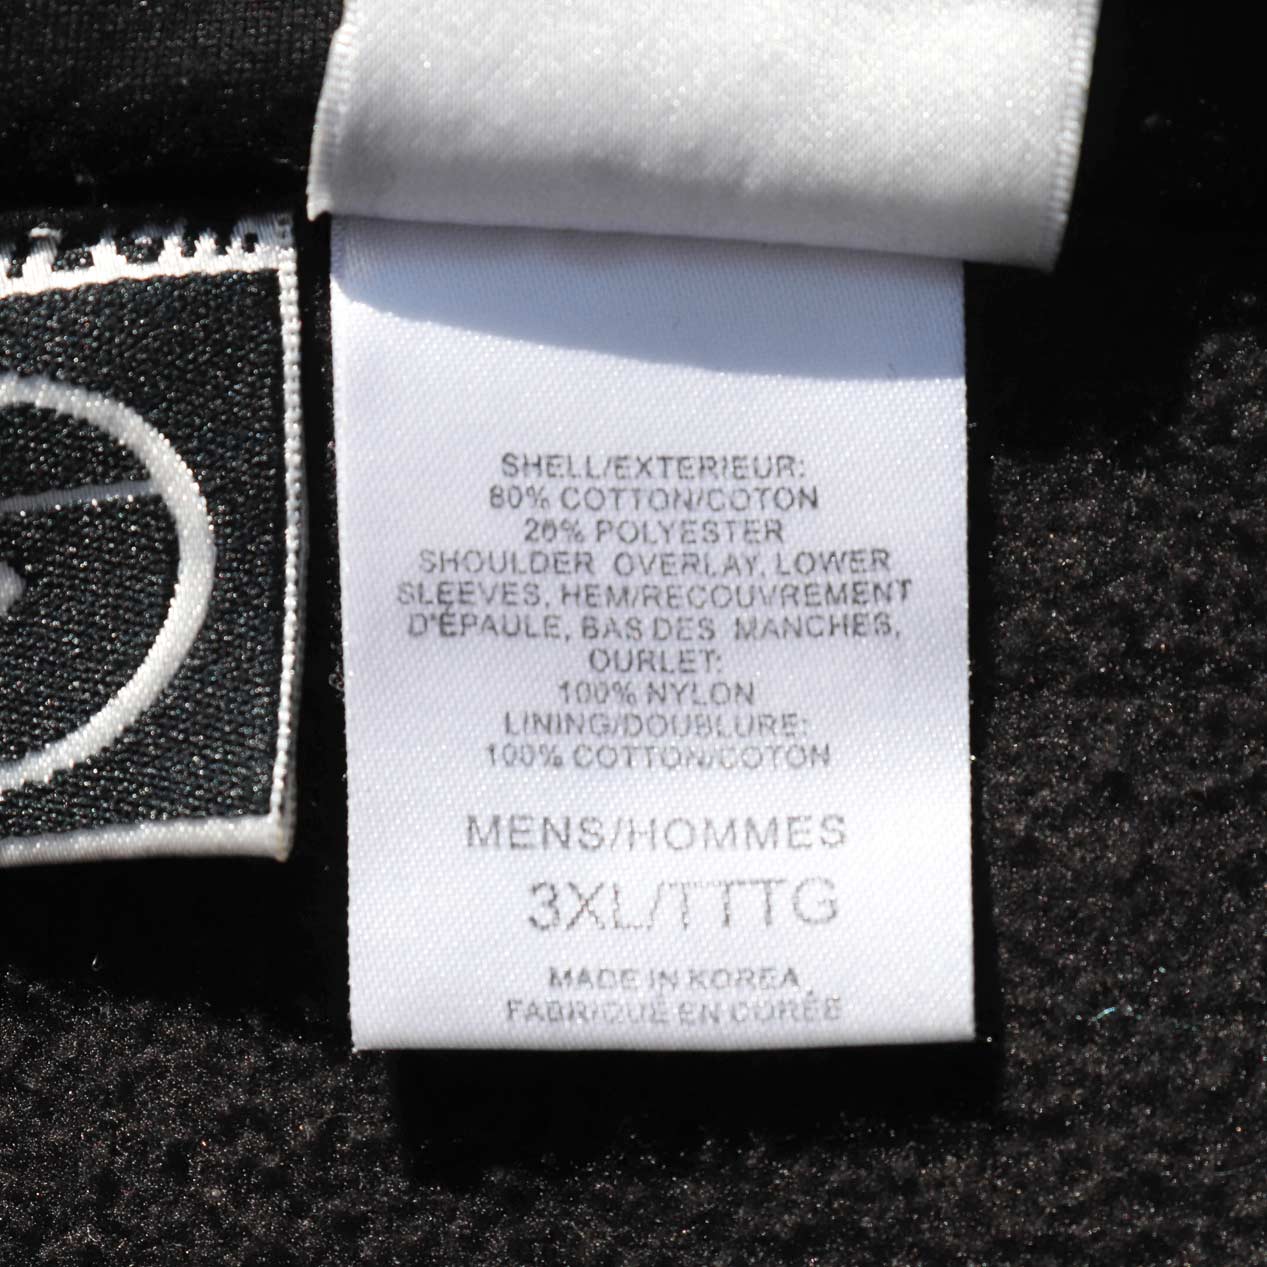 SHELL/EXTERIEUR:
80% COTTON/COTON
20% POLYESTER
SHOULDER OVERLAY, LOWER
SLEEVES, HEM/RECOUVREMENT
D'ÉPAULE, BAS DES MANCHES,
OURLET:
100% NYLON
LINING/DOUBLURE:
100% COTTON/COTON
MENS/HOMMES
3XL/TTTG
MADE IN KOREA
FABRIQUÉ EN CORÉE